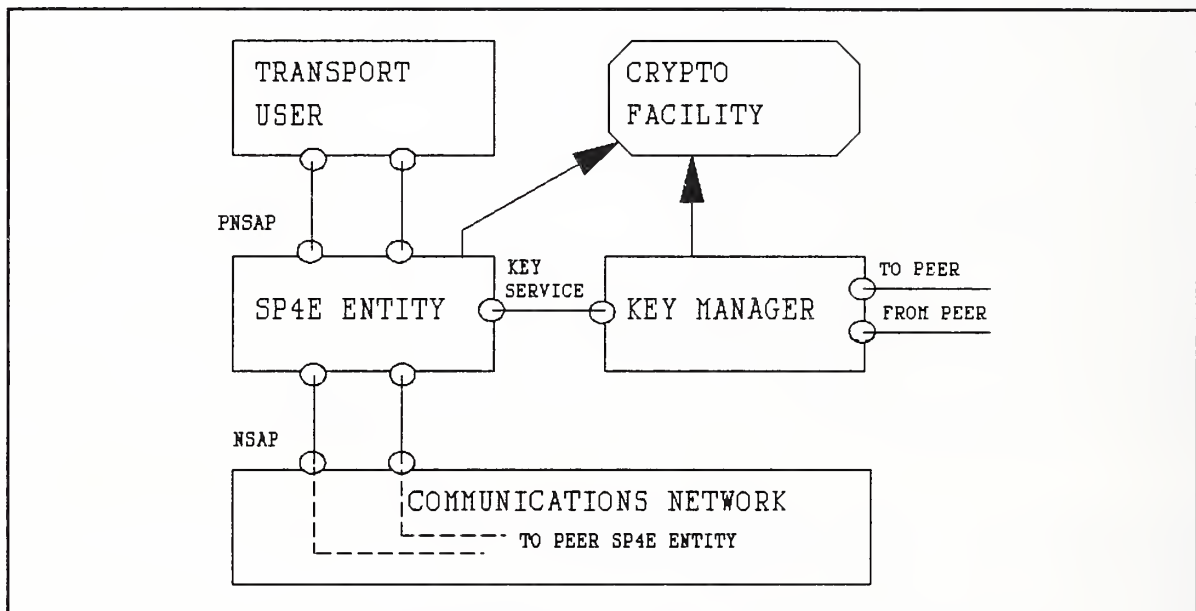 TRANSPORT
USER
CRYPTO
FACILITY
PNSAP
SP4E ENTITY
KEY
SERVICE
KEY MANAGER
TO PEER
FROM PEER
NSAP
COMMUNICATIONS NETWORK
TO PEER SP4E ENTITY